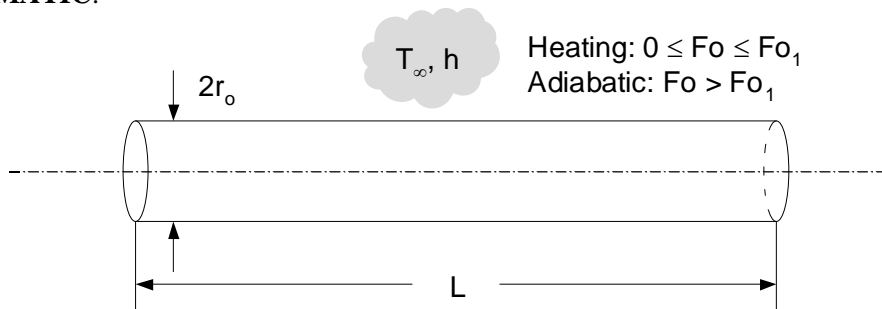 MATIC:
T∞, h
Heating: 0 ≤ Fo ≤ Fo₁
Adiabatic: Fo > Fo₁
2rₒ
L